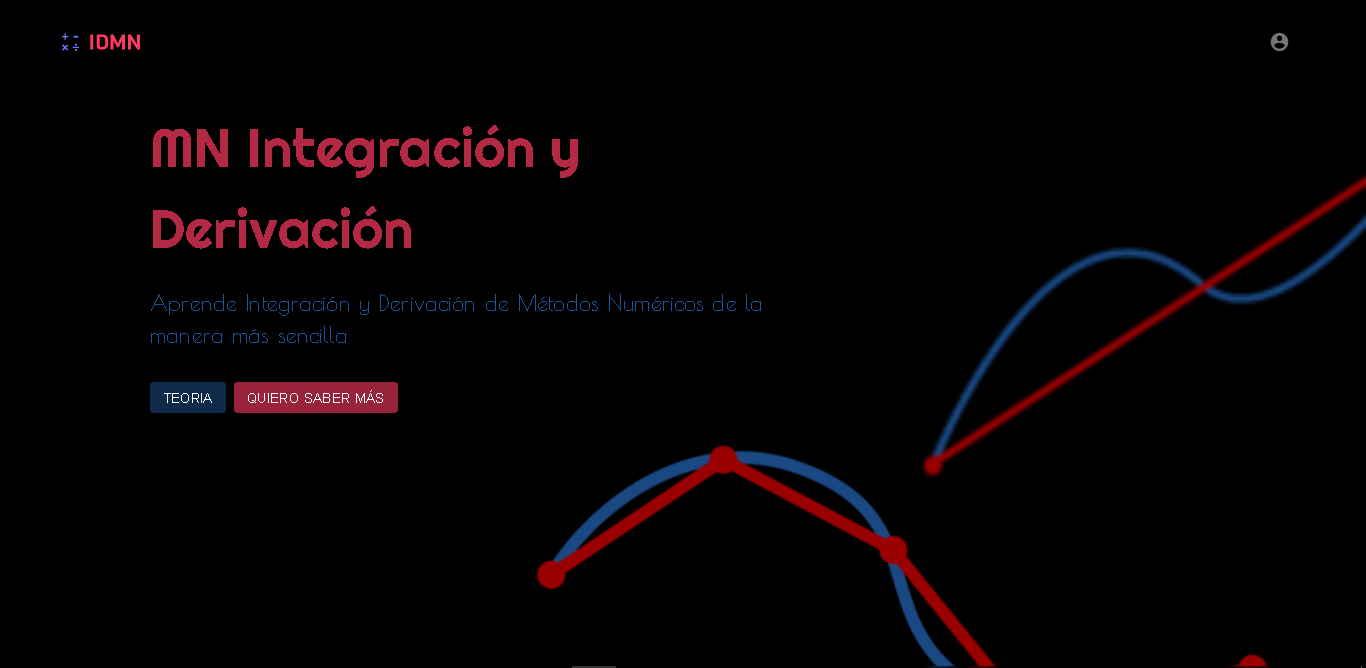 IDMN
MN Integración y
Derivación
Aprende Integración y Derivación de Métodos Numéricos de la
manera más sencilla
TEORIA
QUIERO SABER MÁS